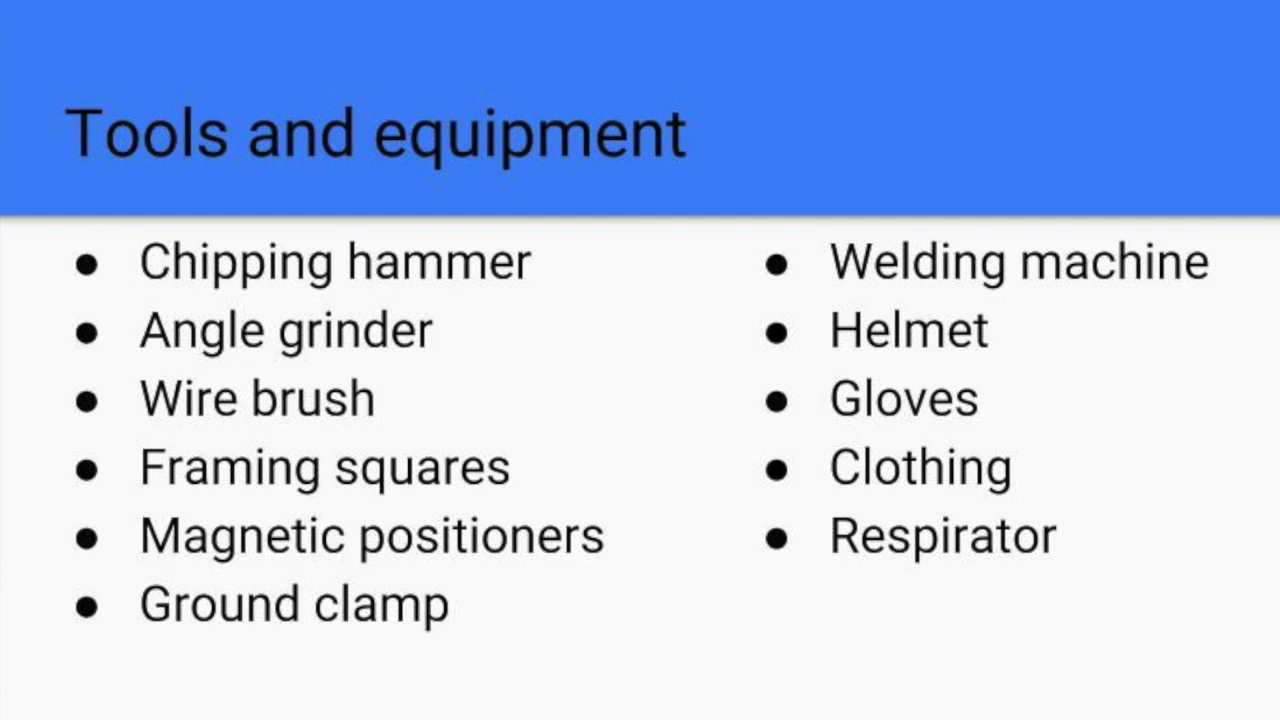 Tools and equipment
● Chipping hammer
● Angle grinder
● Wire brush
● Framing squares
● Magnetic positioners
● Ground clamp
● Welding machine
● Helmet
● Gloves
● Clothing
● Respirator